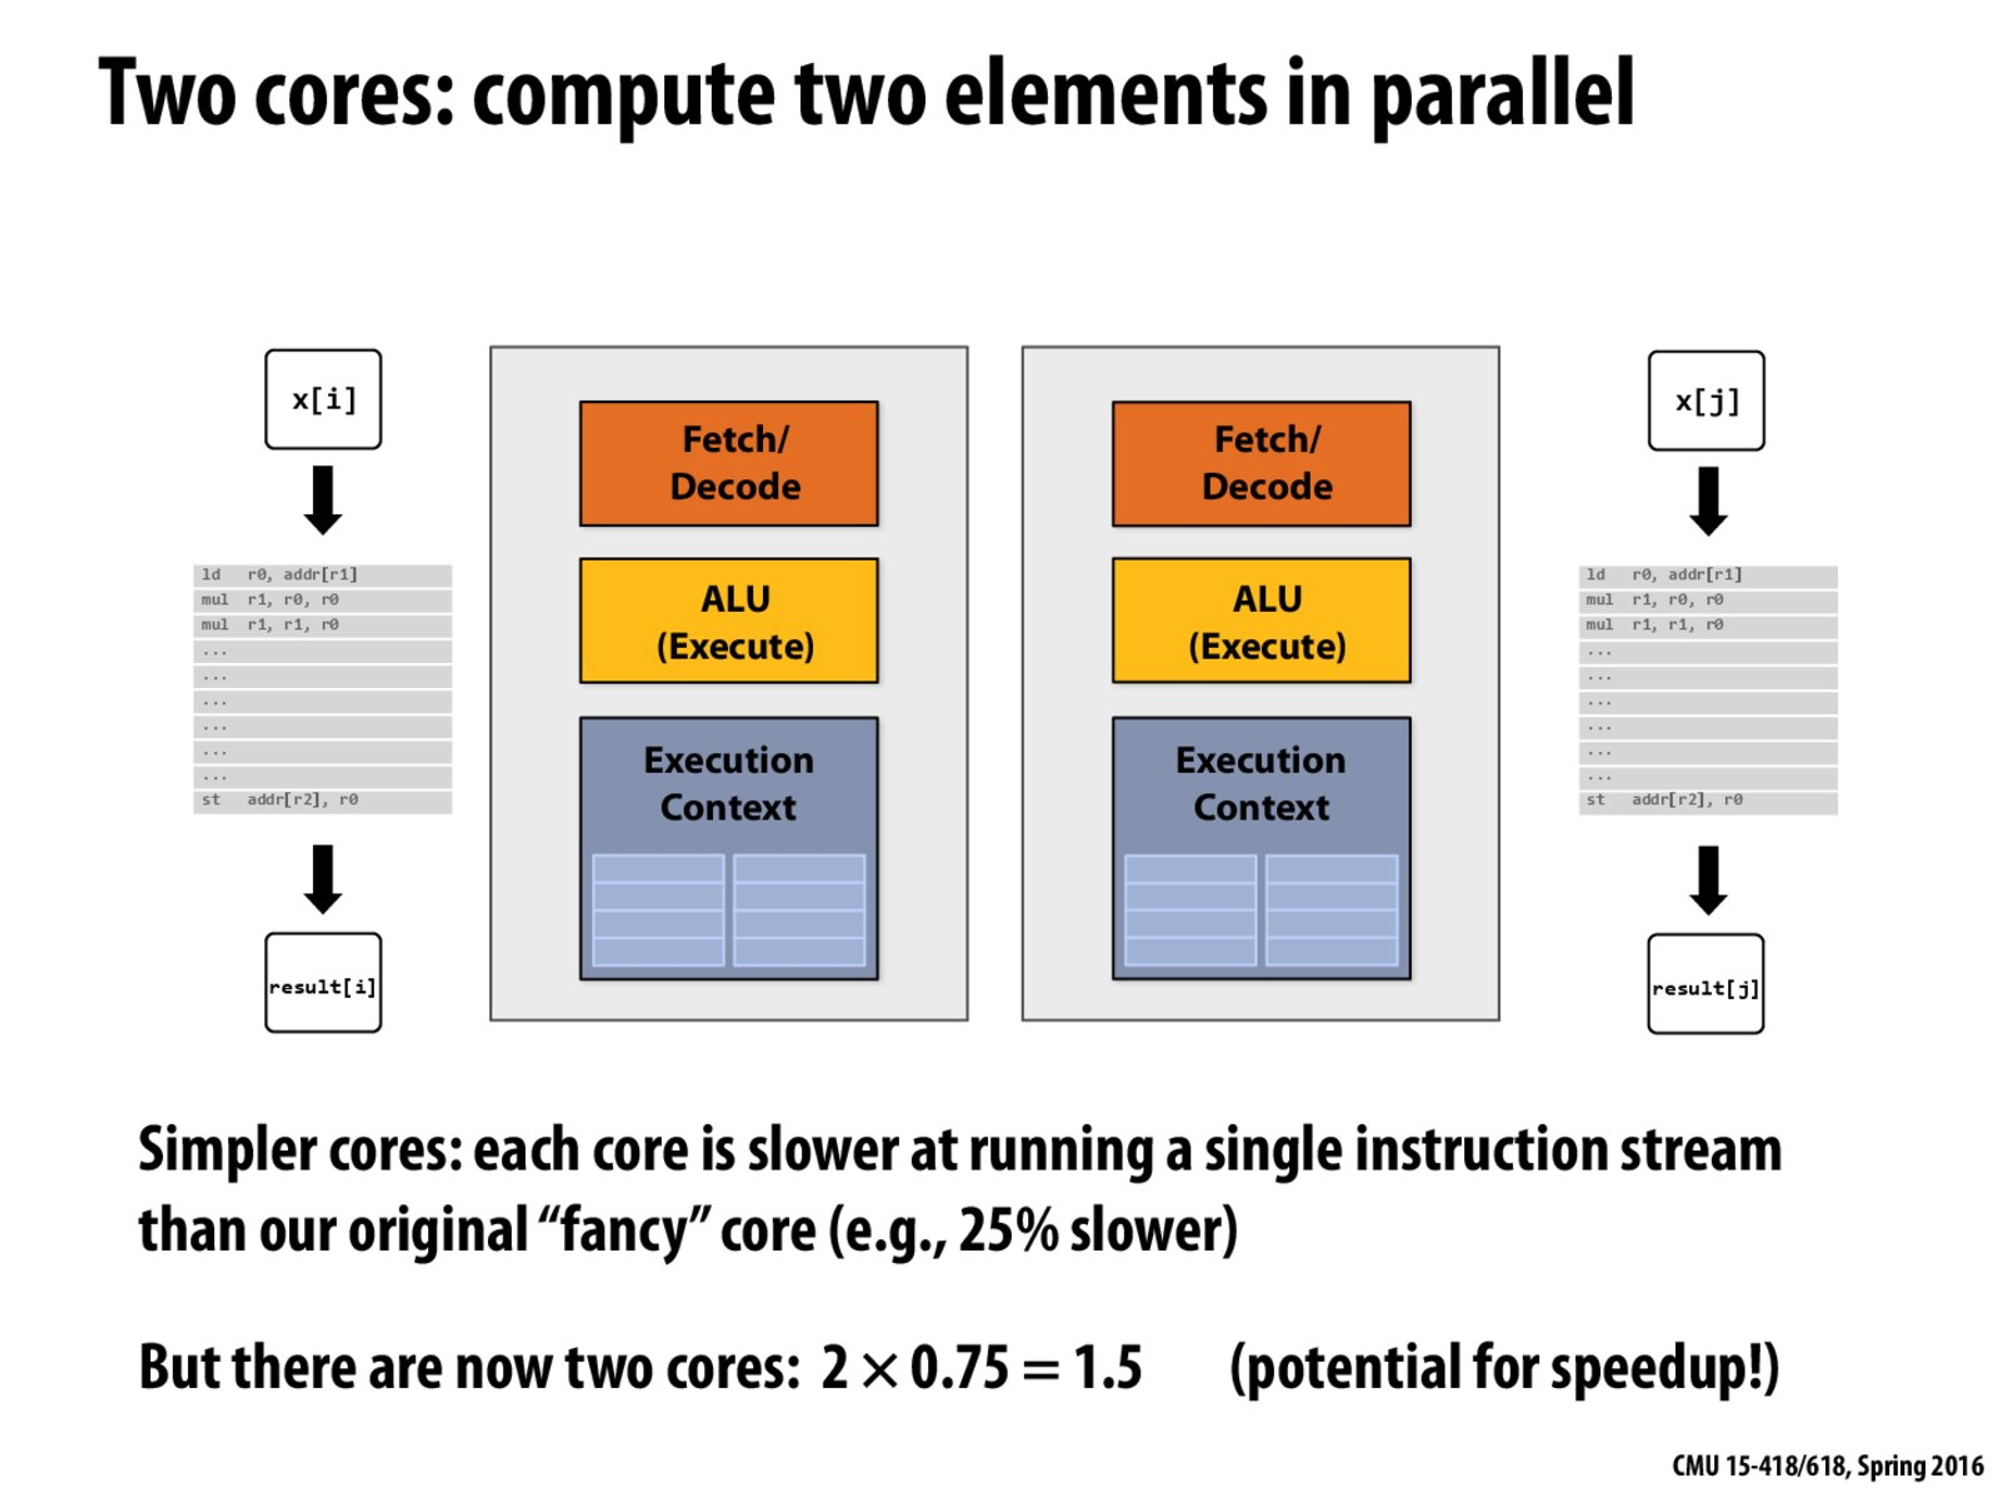 Two cores: compute two elements in parallel
x[i]
ld r0, addr[r1]
mul r1, r0, r0
mul r1, r1, r0
...
...
...
...
...
...
st addr[r2], r0
result[i]
Fetch/
Decode
ALU
(Execute)
Execution
Context
Fetch/
Decode
ALU
(Execute)
Execution
Context
x[j]
ld r0, addr[r1]
mul r1, r0, r0
mul r1, r1, r0
...
...
...
...
...
...
st addr[r2], r0
result[j]
Simpler cores: each core is slower at running a single instruction stream
than our original “fancy” core (e.g., 25% slower)
But there are now two cores: 2 × 0.75 = 1.5 (potential for speedup!)
CMU 15-418/618, Spring 2016